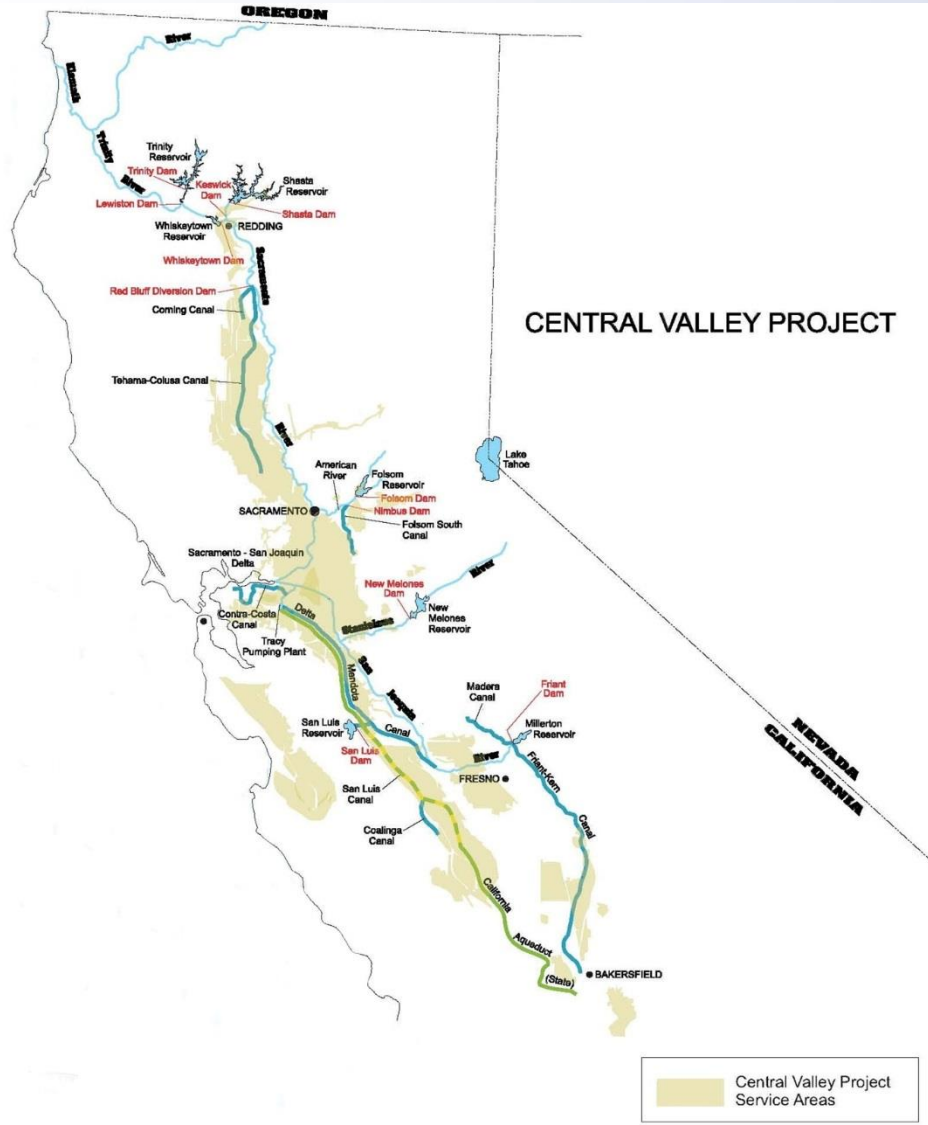 OREGON
River
Klamath
Trinity
River
Trinity
Reservoir
Trinity Dam
Keswick
Dam
Shasta
Reservoir
Lewiston Dam
Shasta Dam
Whiskeytown
Reservoir
REDDING
Whiskeytown Dam
Sacramento
Red Bluff Diversion Dam
Corning Canal
CENTRAL VALLEY PROJECT
Tehama-Colusa Canal
River
Lake
Tahoe
American
River
Folsom
Reservoir
Folsom Dam
SACRAMENTO
Nimbus Dam
Folsom South
Canal
Sacramento - San Joaquin
Delta
River
New Melones
Dam
New
Melones
Reservoir
Contra-Costa
Canal
Delta
Stanislaus
Tracy
Pumping Plant
San
Mendota
Joaquin
Madera
Canal
Friant
Dam
San Luis
Reservoir
Canal
Millerton
Reservoir
NEVADA
CALIFORNIA
San Luis
Dam
River
FRESNO
Friant-Kern
San Luis
Canal
Canal
Coalinga
Canal
California
Aqueduct
(State)
BAKERSFIELD
Central Valley Project
Service Areas